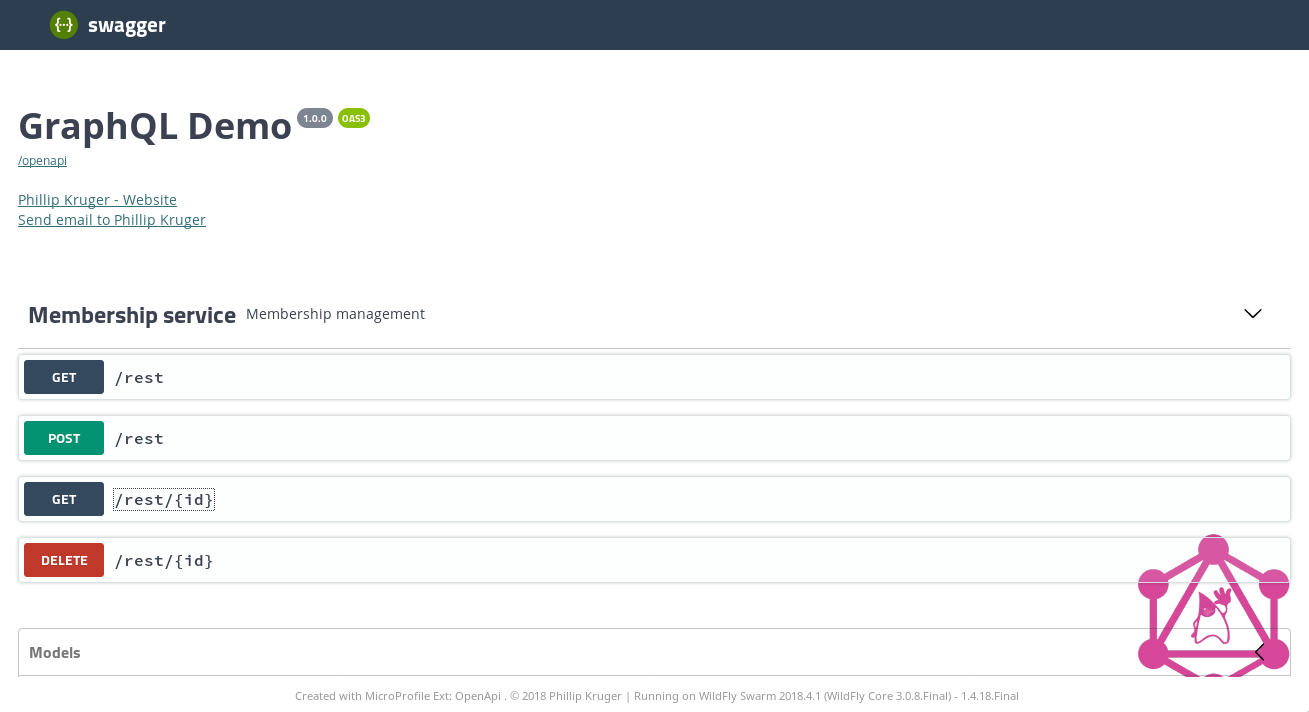 {···} swagger
GraphQL Demo 1.0.0 OAS3
/openapi
Phillip Kruger - Website
Send email to Phillip Kruger
Membership service Membership management
GET /rest
POST /rest
GET /rest/{id}
DELETE /rest/{id}
Models
Created with MicroProfile Ext: OpenApi . © 2018 Phillip Kruger | Running on WildFly Swarm 2018.4.1 (WildFly Core 3.0.8.Final) - 1.4.18.Final